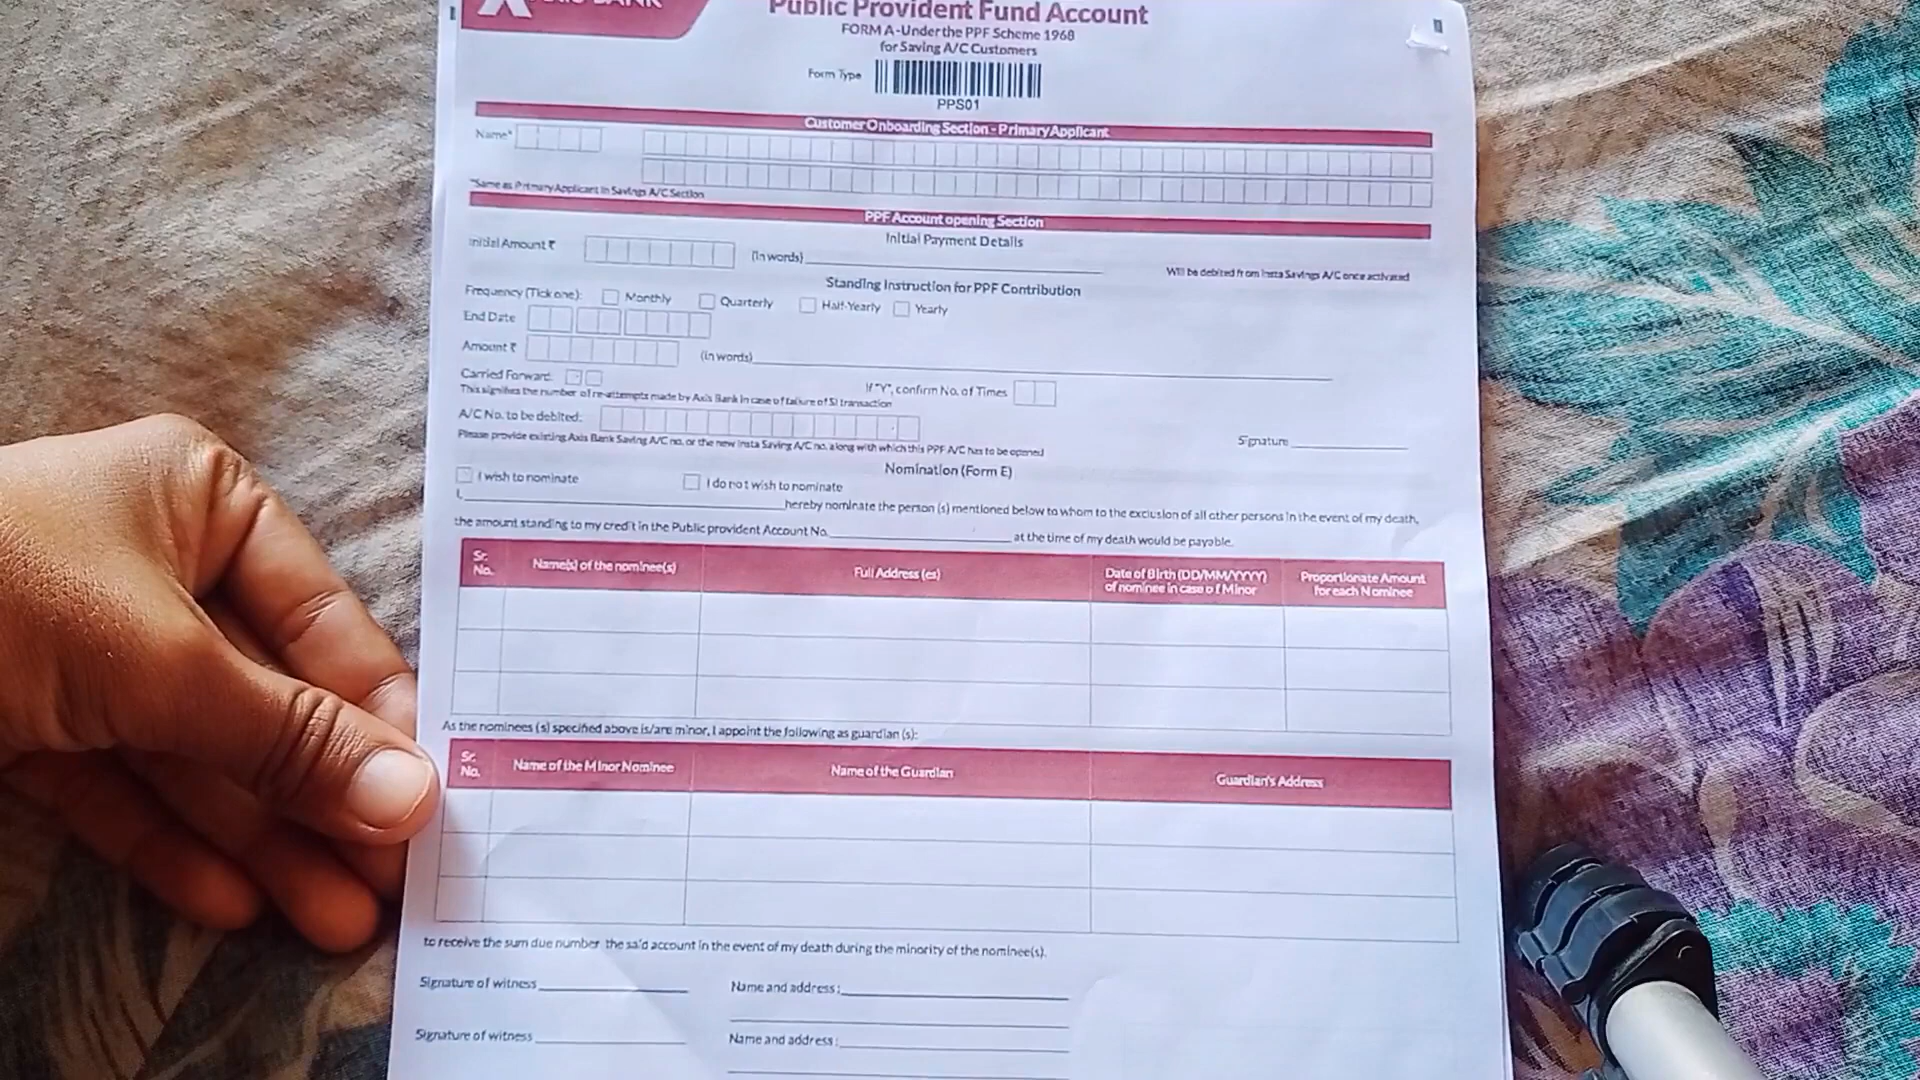 BANK
Public Provident Fund Account
FORM A - Under the PPF Scheme 1968
for Saving A/C Customers
Form Type
PPS01
Customer Onboarding Section - Primary Applicant
Name*
*Same as Primary Applicant in Savings A/C Section
PPF Account opening Section
Initial Payment Details
Initial Amount ₹ (In words) Will be debited from Insta Savings A/C once activated
Standing Instruction for PPF Contribution
Frequency (Tick one): Monthly Quarterly Half-Yearly Yearly
End Date
Amount ₹ (in words)
Carried Forward: If "Y", confirm No. of Times
This signifies the number of re-attempts made by Axis Bank in case of failure of SI transaction
A/C No. to be debited:
Please provide existing Axis Bank Saving A/C no. or the new Insta Saving A/C no. along with which this PPF A/C has to be opened
Signature
Nomination (Form E)
I wish to nominate I do not wish to nominate
I, hereby nominate the person (s) mentioned below to whom to the exclusion of all other persons in the event of my death,
the amount standing to my credit in the Public provident Account No. at the time of my death would be payable.
Sr. No. Name(s) of the nominee(s) Full Address (es) Date of Birth (DD/MM/YYYY) of nominee in case of Minor Proportionate Amount for each Nominee
As the nominees (s) specified above is/are minor, I appoint the following as guardian (s):
Sr. No. Name of the Minor Nominee Name of the Guardian Guardian's Address
to receive the sum due number the said account in the event of my death during the minority of the nominee(s).
Signature of witness Name and address :
Signature of witness Name and address :